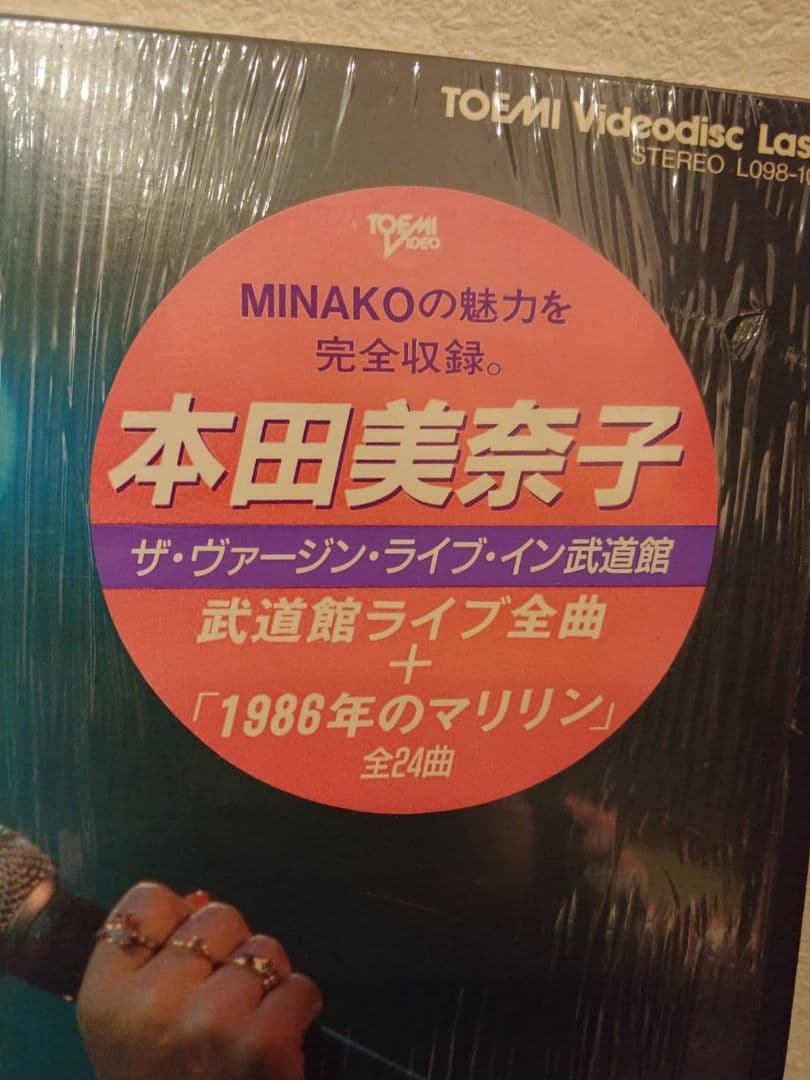 TOEMI Videodisc Las
STEREO L098-10
TOEMI VIDEO
MINAKOの魅力を
完全収録。
本田美奈子
ザ・ヴァージン・ライブ・イン武道館
武道館ライブ全曲
+
「1986年のマリリン」
全24曲